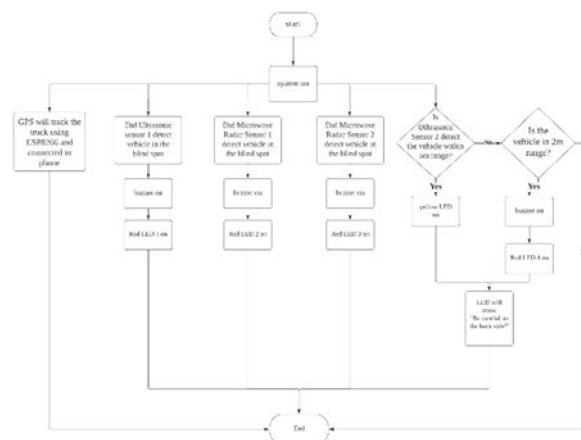 start
system on
GPS will track the
truck using
ESP8266 and
connected to
phone
Did Ultrasonic
sensor 1 detect
vehicle in the
blind spot
Did Microwave
Radar Sensor 1
detect vehicle in
the blind spot
Did Microwave
Radar Sensor 2
detect vehicle in
the blind spot
Is
Ultrasonic
Sensor 2 detect
the vehicle within
range?
No
Is the
vehicle in 2m
range?
Yes
Yes
buzzer on
buzzer on
buzzer on
yellow LED
on
buzzer on
Red LED 1 on
Red LED 2 on
Red LED 3 on
Red LED 4 on
LCD will
show
"Be careful on
the back side!"
End